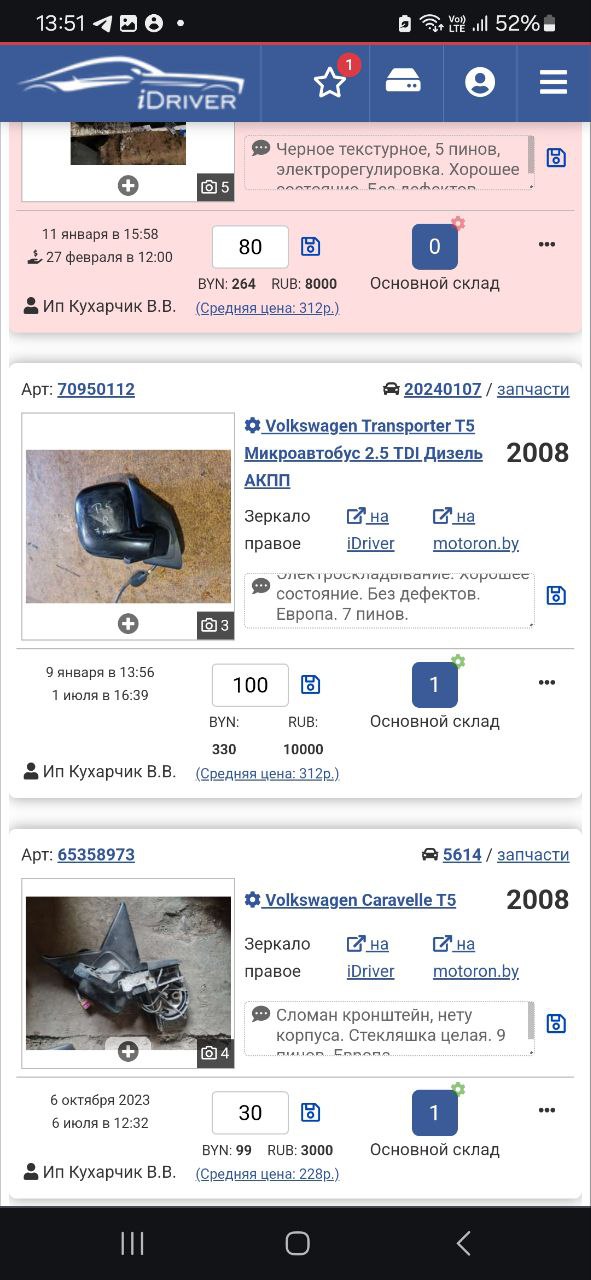 13:51 Vo)) LTE 52%
iDRIVER 1
Черное текстурное, 5 пинов,
электрорегулировка. Хорошее
состояние. Без дефектов
5
11 января в 15:58
27 февраля в 12:00
80
0
BYN: 264 RUB: 8000
Основной склад
Ип Кухарчик В.В.
(Средняя цена: 312р.)
Арт: 70950112
20240107 / запчасти
Volkswagen Transporter T5
Микроавтобус 2.5 TDI Дизель
АКПП
2008
Зеркало
правое
на
iDriver
на
motoron.by
Электроскладывание. Хорошее
состояние. Без дефектов.
Европа. 7 пинов.
3
9 января в 13:56
1 июля в 16:39
100
1
BYN:
330
RUB:
10000
Основной склад
Ип Кухарчик В.В.
(Средняя цена: 312р.)
Арт: 65358973
5614 / запчасти
Volkswagen Caravelle T5
2008
Зеркало
правое
на
iDriver
на
motoron.by
Сломан кронштейн, нету
корпуса. Стекляшка целая. 9
пинов. Европа
4
6 октября 2023
6 июля в 12:32
30
1
BYN: 99 RUB: 3000
Основной склад
Ип Кухарчик В.В.
(Средняя цена: 228р.)